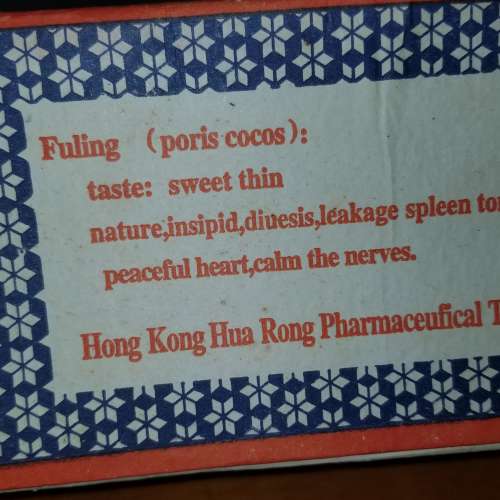 Fuling (poris cocos):
taste: sweet thin
nature,insipid,diuesis,leakage spleen
peaceful heart,calm the nerves.
Hong Kong Hua Rong Pharmaceufical